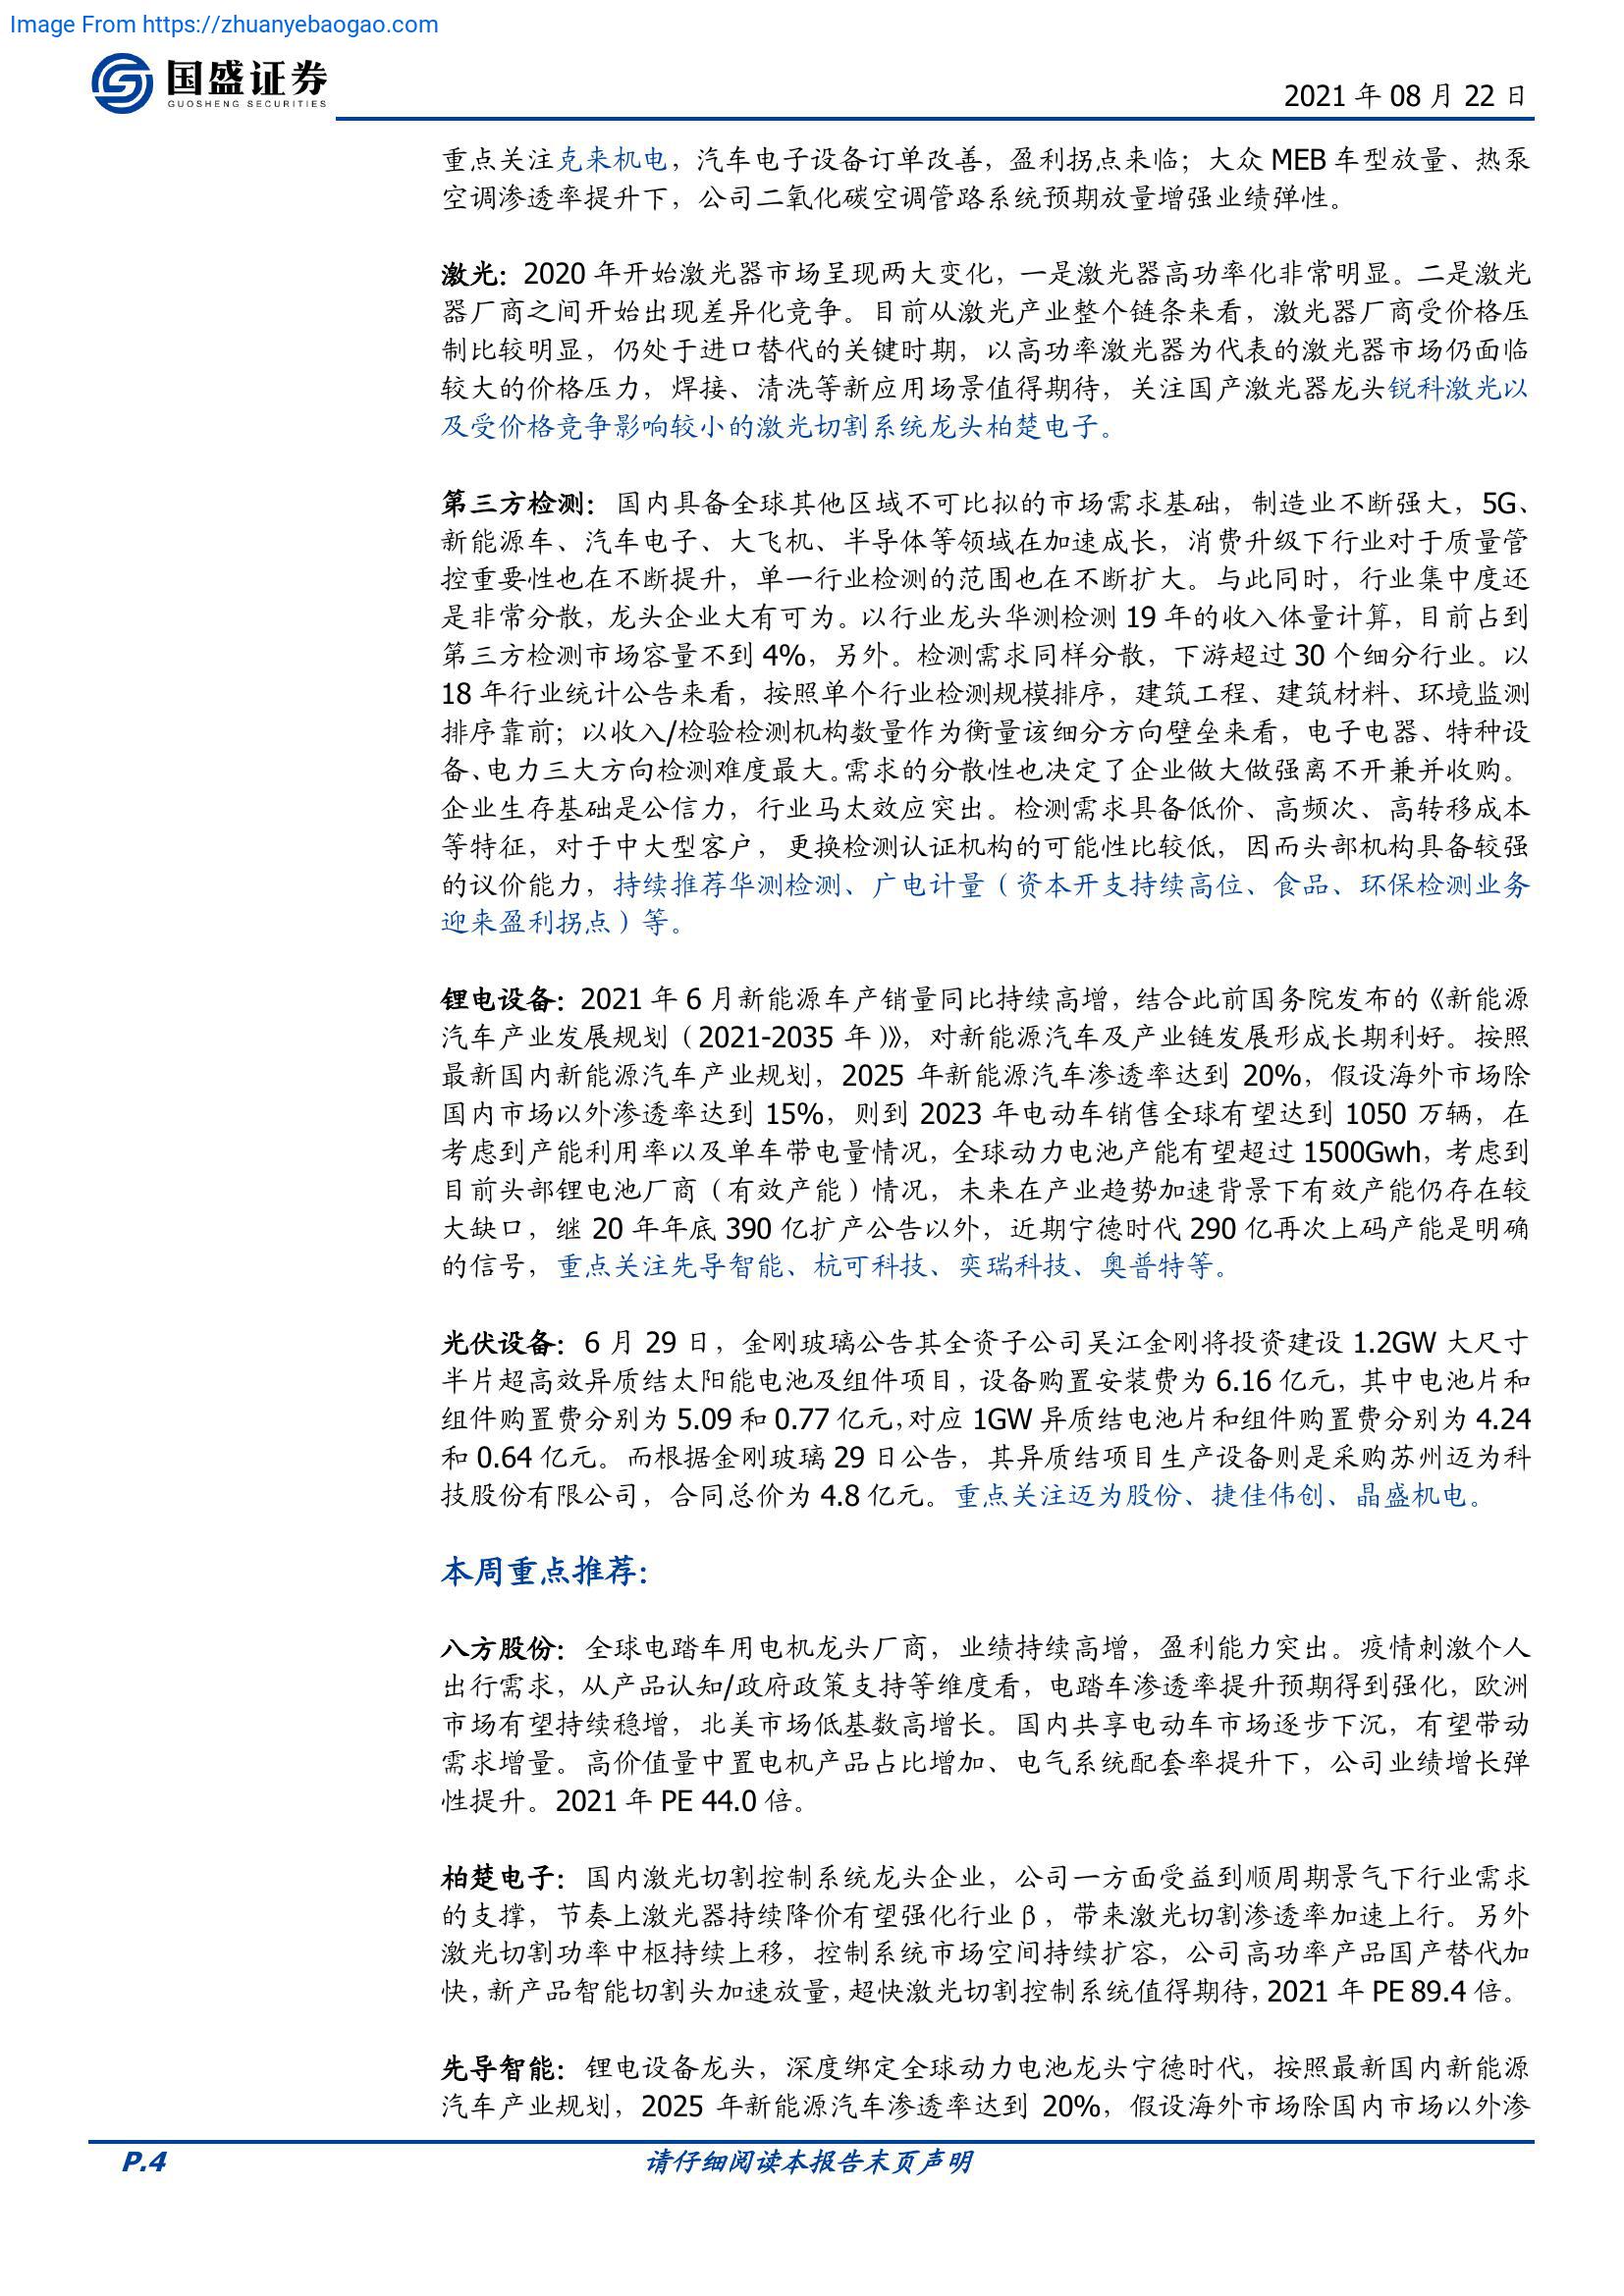 Image From https://zhuanyebaogao.com
国盛证券
GUOSHENG SECURITIES
2021 年 08 月 22 日
重点关注克来机电，汽车电子设备订单改善，盈利拐点来临；大众 MEB 车型放量、热泵
空调渗透率提升下，公司二氧化碳空调管路系统预期放量增强业绩弹性。
激光：2020 年开始激光器市场呈现两大变化，一是激光器高功率化非常明显。二是激光
器厂商之间开始出现差异化竞争。目前从激光产业整个链条来看，激光器厂商受价格压
制比较明显，仍处于进口替代的关键时期，以高功率激光器为代表的激光器市场仍面临
较大的价格压力，焊接、清洗等新应用场景值得期待，关注国产激光器龙头锐科激光以
及受价格竞争影响较小的激光切割系统龙头柏楚电子。
第三方检测：国内具备全球其他区域不可比拟的市场需求基础，制造业不断强大，5G、
新能源车、汽车电子、大飞机、半导体等领域在加速成长，消费升级下行业对于质量管
控重要性也在不断提升，单一行业检测的范围也在不断扩大。与此同时，行业集中度还
是非常分散，龙头企业大有可为。以行业龙头华测检测 19 年的收入体量计算，目前占到
第三方检测市场容量不到 4%，另外。检测需求同样分散，下游超过 30 个细分行业。以
18 年行业统计公告来看，按照单个行业检测规模排序，建筑工程、建筑材料、环境监测
排序靠前；以收入/检验检测机构数量作为衡量该细分方向壁垒来看，电子电器、特种设
备、电力三大方向检测难度最大。需求的分散性也决定了企业做大做强离不开兼并收购。
企业生存基础是公信力，行业马太效应突出。检测需求具备低价、高频次、高转移成本
等特征，对于中大型客户，更换检测认证机构的可能性比较低，因而头部机构具备较强
的议价能力，持续推荐华测检测、广电计量（资本开支持续高位、食品、环保检测业务
迎来盈利拐点）等。
锂电设备：2021 年 6 月新能源车产销量同比持续高增，结合此前国务院发布的《新能源
汽车产业发展规划（2021-2035 年）》，对新能源汽车及产业链发展形成长期利好。按照
最新国内新能源汽车产业规划，2025 年新能源汽车渗透率达到 20%，假设海外市场除
国内市场以外渗透率达到 15%，则到 2023 年电动车销售全球有望达到 1050 万辆，在
考虑到产能利用率以及单车带电量情况，全球动力电池产能有望超过 1500Gwh，考虑到
目前头部锂电池厂商（有效产能）情况，未来在产业趋势加速背景下有效产能仍存在较
大缺口，继 20 年年底 390 亿扩产公告以外，近期宁德时代 290 亿再次上码产能是明确
的信号，重点关注先导智能、杭可科技、奕瑞科技、奥普特等。
光伏设备：6 月 29 日，金刚玻璃公告其全资子公司吴江金刚将投资建设 1.2GW 大尺寸
半片超高效异质结太阳能电池及组件项目，设备购置安装费为 6.16 亿元，其中电池片和
组件购置费分别为 5.09 和 0.77 亿元，对应 1GW 异质结电池片和组件购置费分别为 4.24
和 0.64 亿元。而根据金刚玻璃 29 日公告，其异质结项目生产设备则是采购苏州迈为科
技股份有限公司，合同总价为 4.8 亿元。重点关注迈为股份、捷佳伟创、晶盛机电。
本周重点推荐：
八方股份：全球电踏车用电机龙头厂商，业绩持续高增，盈利能力突出。疫情刺激个人
出行需求，从产品认知/政府政策支持等维度看，电踏车渗透率提升预期得到强化，欧洲
市场有望持续稳增，北美市场低基数高增长。国内共享电动车市场逐步下沉，有望带动
需求增量。高价值量中置电机产品占比增加、电气系统配套率提升下，公司业绩增长弹
性提升。2021 年 PE 44.0 倍。
柏楚电子：国内激光切割控制系统龙头企业，公司一方面受益到顺周期景气下行业需求
的支撑，节奏上激光器持续降价有望强化行业β，带来激光切割渗透率加速上行。另外
激光切割功率中枢持续上移，控制系统市场空间持续扩容，公司高功率产品国产替代加
快，新产品智能切割头加速放量，超快激光切割控制系统值得期待，2021 年 PE 89.4 倍。
先导智能：锂电设备龙头，深度绑定全球动力电池龙头宁德时代，按照最新国内新能源
汽车产业规划，2025 年新能源汽车渗透率达到 20%，假设海外市场除国内市场以外渗
P.4
请仔细阅读本报告末页声明